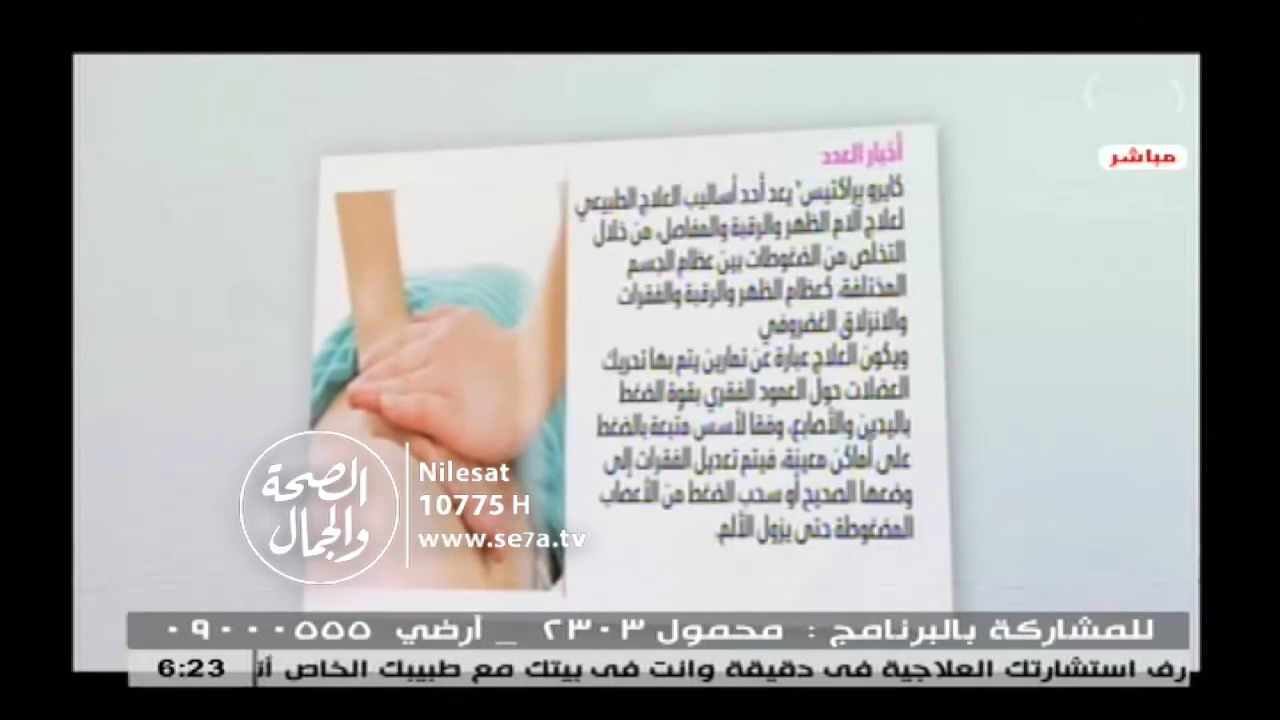 مباشر
أخبار العدد
كايرو براكتيس" يعد أحد أساليب العلاج الطبيعي
لعلاج آلام الظهر والرقبة والمفاصل، من خلال
التخلص من الضغوطات بين عظام الجسم
المختلفة، كعظام الظهر والرقبة والفقرات
والانزلاق الغضروفي
ويكون العلاج عبارة عن تمارين يتم بها تحريك
العضلات حول العمود الفقري بقوة الضغط
باليدين والأصابع، وفقا لأسس متبعة بالضغط
على أماكن معينة، فيتم تعديل الفقرات إلى
وضعها الصحيح أو سحب الضغط من الأعصاب
المضغوطة حتى يزول الألم.
الصحة
والجمال
Nilesat
10775 H
www.se7a.tv
للمشاركة بالبرنامج : محمول ٢٣٠٣ _ أرضي ٠٩٠٠٠٥٥٥
رف استشارتك العلاجية فى دقيقة وانت فى بيتك مع طبيبك الخاص أتـ
6:23